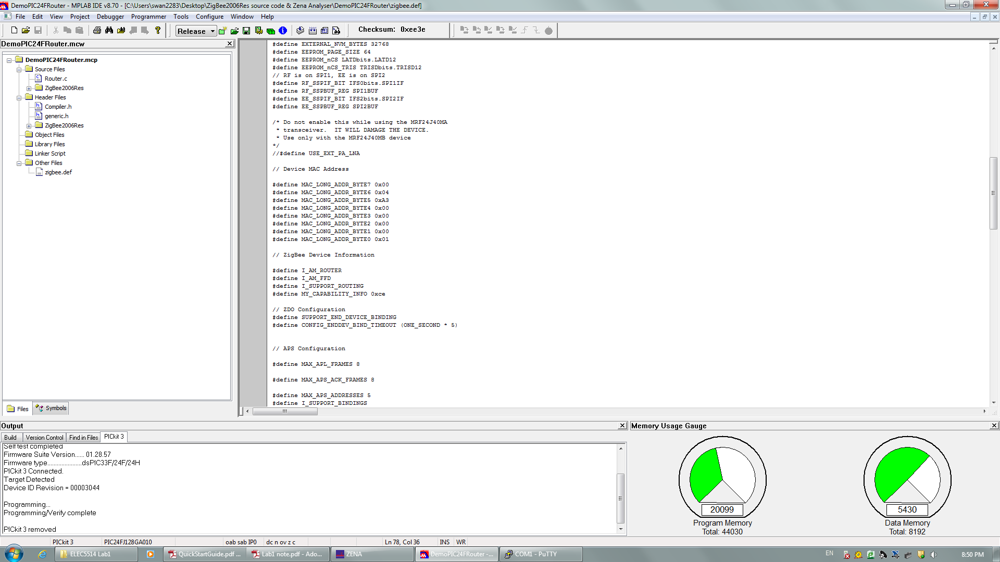 DemoPIC24FRouter - MPLAB IDE v8.70 - [C:\Users\swan2283\Desktop\ZigBee2006Res source code & Zena Analyser\DemoPIC24FRouter\zigbee.def]
File Edit View Project Debugger Programmer Tools Configure Window Help
Release
Checksum: 0xee3e
DemoPIC24FRouter.mcw
DemoPIC24FRouter.mcp
Source Files
Router.c
ZigBee2006Res
Header Files
Compiler.h
generic.h
ZigBee2006Res
Object Files
Library Files
Linker Script
Other Files
zigbee.def
Files
Symbols
#define EXTERNAL_NVM_BYTES 32768
#define EEPROM_PAGE_SIZE 64
#define EEPROM_nCS LATDbits.LATD12
#define EEPROM_nCS_TRIS TRISDbits.TRISD12
// RF is on SPI1, EE is on SPI2
#define RF_SSPIF_BIT IFS0bits.SPI1IF
#define RF_SSPBUF_REG SPI1BUF
#define EE_SSPIF_BIT IFS2bits.SPI2IF
#define EE_SSPBUF_REG SPI2BUF
/* Do not enable this while using the MRF24J40MA
* transceiver.  IT WILL DAMAGE THE DEVICE.
* Use only with the MRF24J40MB device
*/
//#define USE_EXT_PA_LNA
// Device MAC Address
#define MAC_LONG_ADDR_BYTE7 0x00
#define MAC_LONG_ADDR_BYTE6 0x04
#define MAC_LONG_ADDR_BYTE5 0xA3
#define MAC_LONG_ADDR_BYTE4 0x00
#define MAC_LONG_ADDR_BYTE3 0x00
#define MAC_LONG_ADDR_BYTE2 0x00
#define MAC_LONG_ADDR_BYTE1 0x00
#define MAC_LONG_ADDR_BYTE0 0x01
// ZigBee Device Information
#define I_AM_ROUTER
#define I_AM_FFD
#define I_SUPPORT_ROUTING
#define MY_CAPABILITY_INFO 0xce
// ZDO Configuration
#define SUPPORT_END_DEVICE_BINDING
#define CONFIG_ENDDEV_BIND_TIMEOUT (ONE_SECOND * 5)
// APS Configuration
#define MAX_APL_FRAMES 8
#define MAX_APS_ACK_FRAMES 8
#define MAX_APS_ADDRESSES 5
#define I_SUPPORT_BINDINGS
Output
Build Version Control Find in Files PICkit 3
Self test completed
Firmware Suite Version...... 01.28.57
Firmware type......................dsPIC33F/24F/24H
PICkit 3 Connected.
Target Detected
Device ID Revision = 00003044
Programming...
Programming/Verify complete
PICkit 3 removed
Memory Usage Gauge
20099
Program Memory
Total: 44030
5430
Data Memory
Total: 8192
PICkit 3 PIC24FJ128GA010 oab sab IP0 dc n ov z c Ln 78, Col 36 INS WR
ELEC5514 Lab1 QuickStartGuide.pdf ... Lab1 note.pdf - Ado... ZENA DemoPIC24FRouter -... COM1 - PuTTY EN 8:50 PM